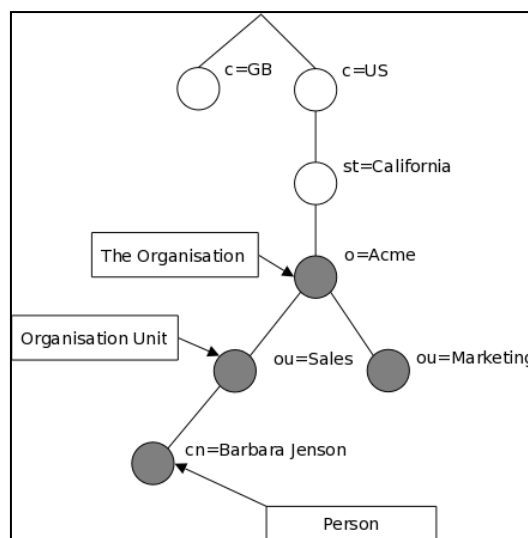 c=GB
c=US
st=California
The Organisation
o=Acme
Organisation Unit
ou=Sales
ou=Marketing
cn=Barbara Jenson
Person